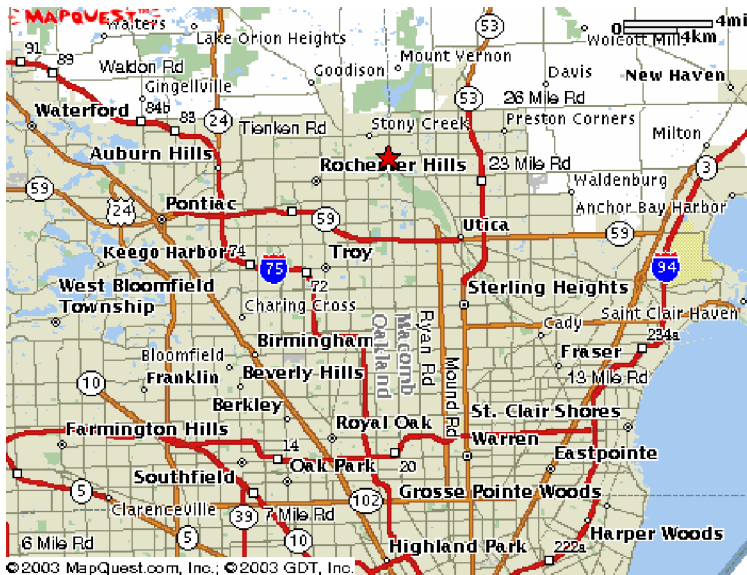 MAPQUEST
Walters
Lake Orion Heights
53
0
4mi
4km
Wolcott Mill
91
89
Waldon Rd
Goodison
Mount Vernon
Gingellville
Davis
New Haven
Waterford
84b
83
24
53
26 Mile Rd
Tienken Rd
Stony Creek
Preston Corners
Milton
Auburn Hills
Rochester Hills
23 Mile Rd
3
59
Waldenburg
24
Pontiac
59
Utica
Anchor Bay Harbor
59
Keego Harbor
74
75
Troy
94
72
West Bloomfield
Township
Sterling Heights
Charing Cross
Saint Clair Haven
Oakland
Macomb
Ryan Rd
Mound Rd
Cady
234a
Birmingham
Bloomfield
Fraser
10
Franklin
Beverly Hills
13 Mile Rd
Berkley
St. Clair Shores
Farmington Hills
Royal Oak
Warren
14
Oak Park
20
Eastpointe
Southfield
5
102
Grosse Pointe Woods
Clarenceville
39
7 Mile Rd
5
10
Harper Woods
6 Mile Rd
Highland Park
222a
©2003 MapQuest.com, Inc.; ©2003 GDT, Inc.